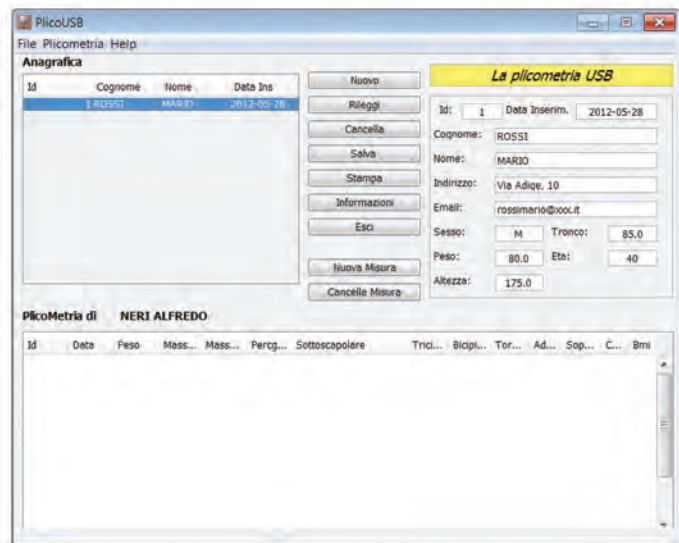 PlicoUSB
File Plicometria Help
Anagrafica
Id Cognome Nome Data Ins
1 ROSSI MARIO 2012-05-28
Nuovo
Rileggi
Cancella
Salva
Stampa
Informazioni
Esci
Nuova Misura
Cancella Misura
La plicometria USB
Id: 1 Data Inserim. 2012-05-28
Cognome: ROSSI
Nome: MARIO
Indirizzo: Via Adige, 10
Email: rossimario@xxx.it
Sesso: M Tronco: 85.0
Peso: 80.0 Eta: 40
Altezza: 175.0
PlicoMetria di NERI ALFREDO
Id Data Peso Mass... Mass... Percg... Sottoscapolare Trici... Bicipi... Tor... Ad... Sop... C... Bmi